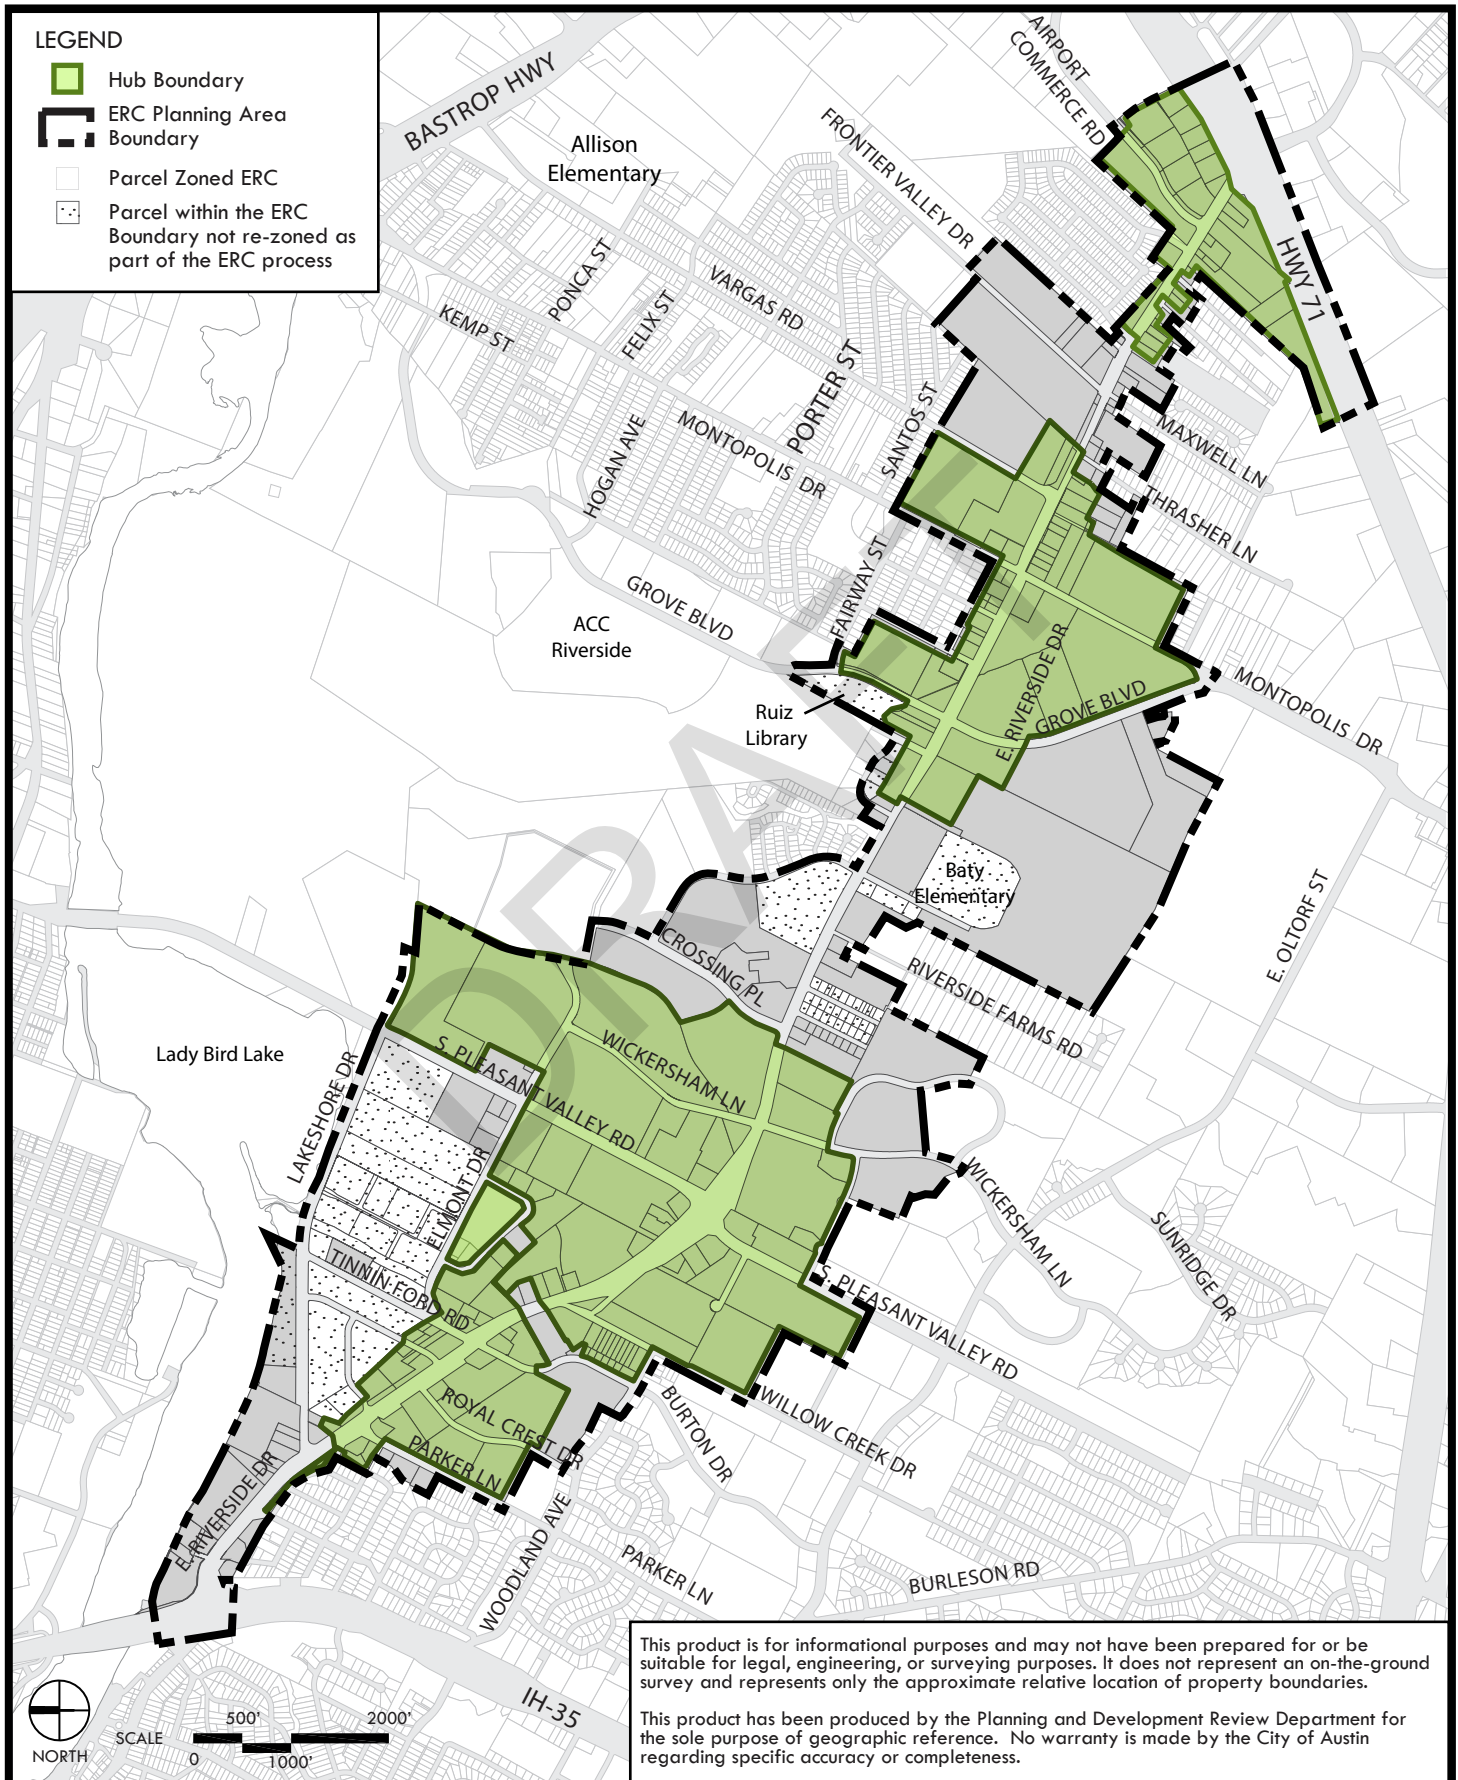 LEGEND
Hub Boundary
ERC Planning Area
Boundary
Parcel Zoned ERC
Parcel within the ERC
Boundary not re-zoned as
part of the ERC process
BASTROP HWY
AIRPORT
COMMERCE RD
Allison
Elementary
FRONTIER VALLEY DR
HWY 71
PONCA ST
VARGAS RD
KEMP ST
FELIX ST
PORTER ST
SANTOS ST
MAXWELL LN
HOGAN AVE
MONTOPOLIS DR
THRASHER LN
FAIRWAY ST
GROVE BLVD
ACC
Riverside
E. RIVERSIDE DR
GROVE BLVD
MONTOPOLIS DR
Ruiz
Library
DRAFT
Baty
Elementary
E. OLTORF ST
CROSSING PL
RIVERSIDE FARMS RD
Lady Bird Lake
LAKESHORE DR
S. PLEASANT VALLEY RD
WICKERSHAM LN
ELMONT DR
WICKERSHAM LN
SUNRIDGE DR
TINNIN FORD RD
S. PLEASANT VALLEY RD
ROYAL CREST DR
PARKER LN
BURTON DR
WILLOW CREEK DR
E. RIVERSIDE DR
WOODLAND AVE
PARKER LN
BURLESON RD
IH-35
NORTH
SCALE
500'
2000'
0
1000'
This product is for informational purposes and may not have been prepared for or be
suitable for legal, engineering, or surveying purposes. It does not represent an on-the-ground
survey and represents only the approximate relative location of property boundaries.
This product has been produced by the Planning and Development Review Department for
the sole purpose of geographic reference. No warranty is made by the City of Austin
regarding specific accuracy or completeness.